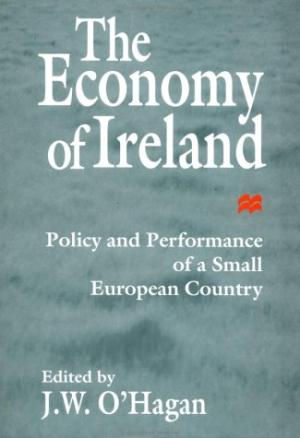 The
Economy
of Ireland
Policy and Performance
of a Small
European Country
Edited by
J.W. O'Hagan